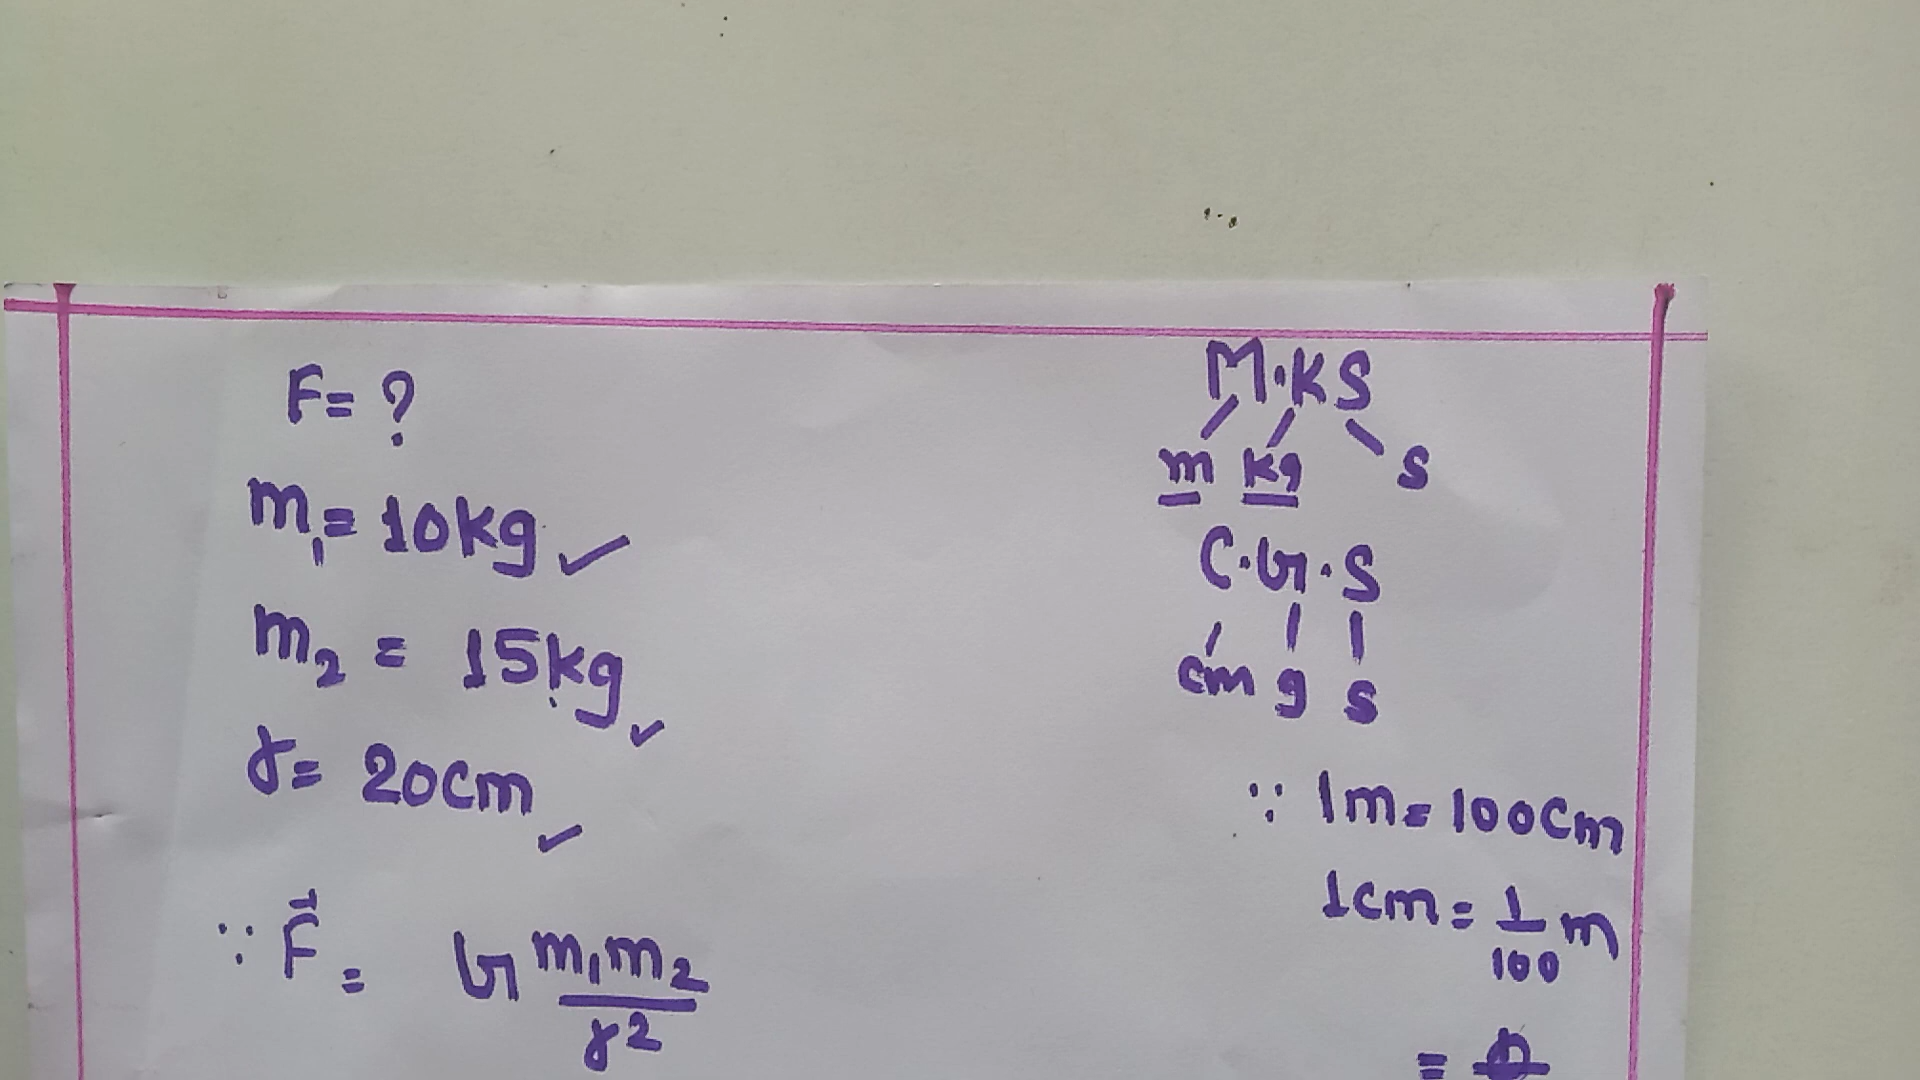 F= ?
m₁= 10kg ✓
m₂ = 15kg ✓
r= 20cm ✓
∵ F⃗ = G m₁m₂/r²
M.KS
m kg s
C.G.S
cm g s
∵ 1m= 100cm
1cm= 1/100 m
=